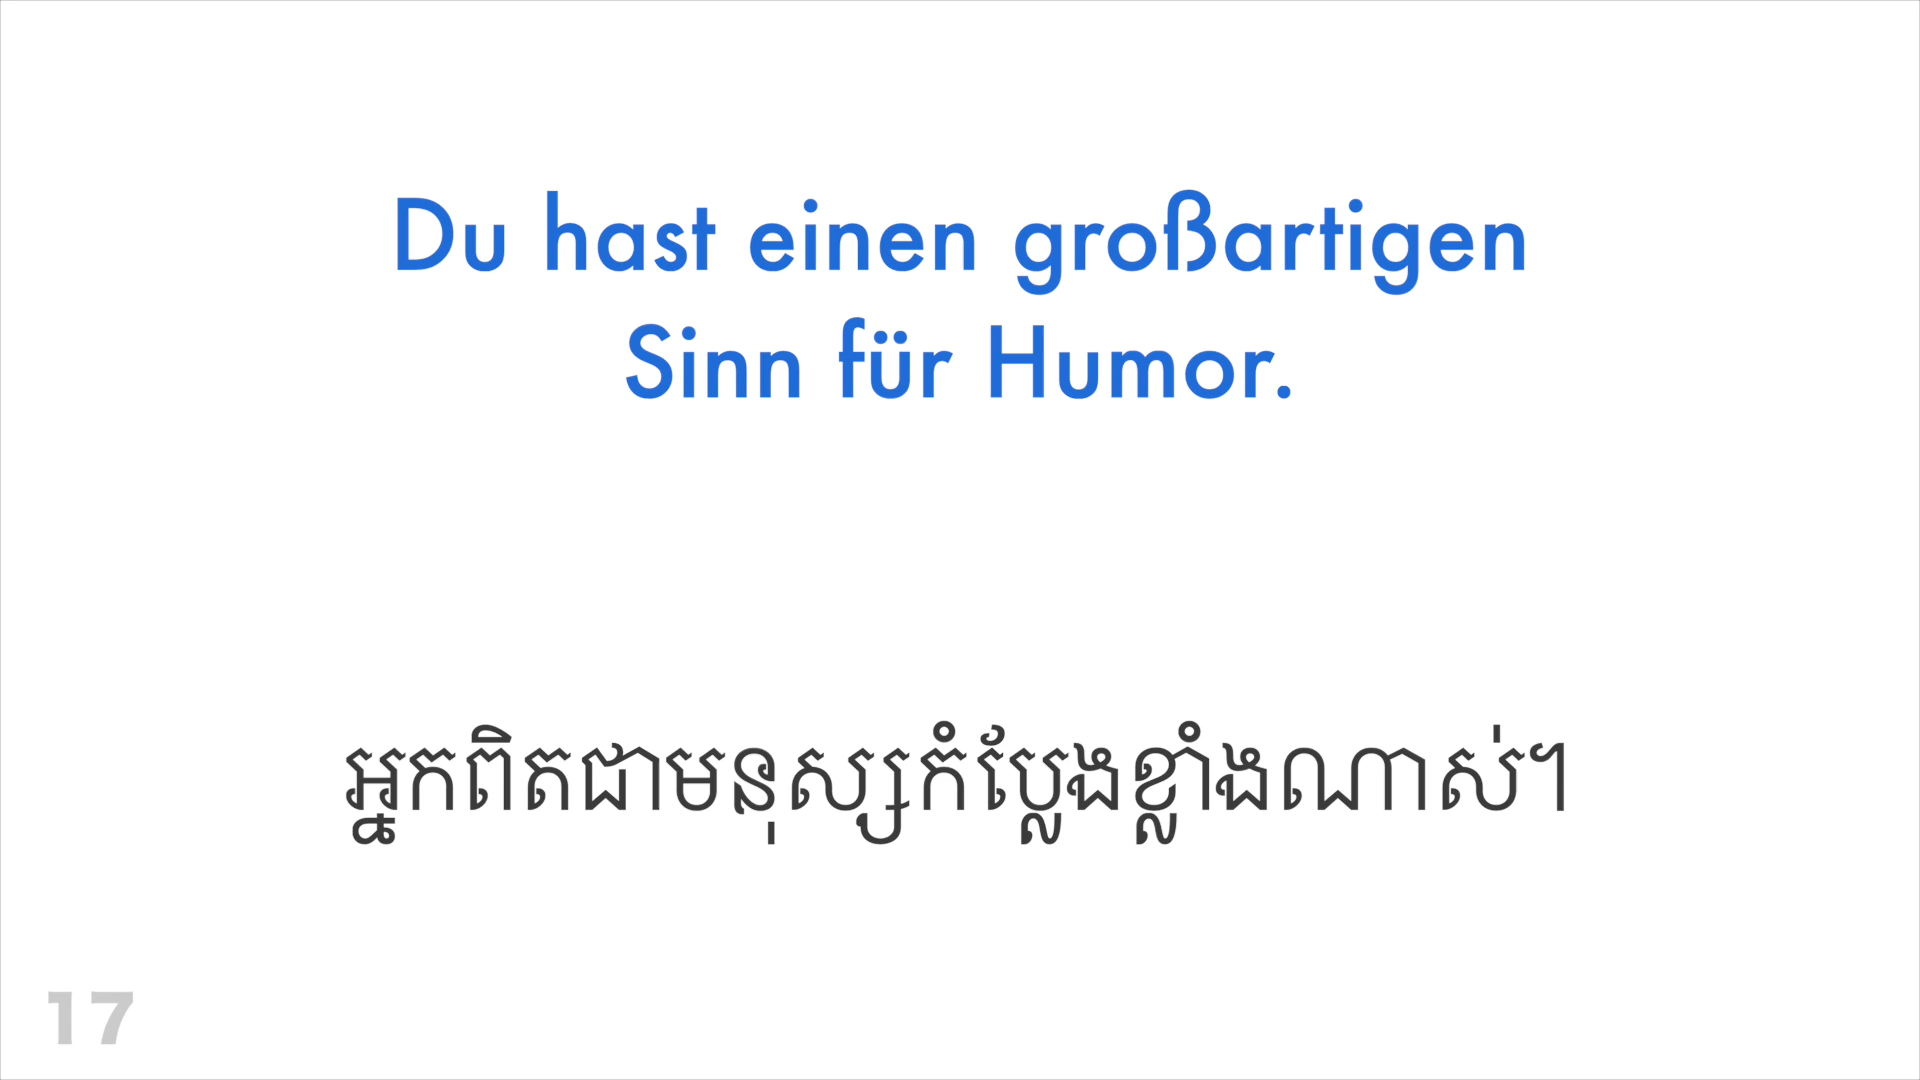 Du hast einen großartigen
Sinn für Humor.
អ្នកពិតជាមនុស្សកំប្លែងខ្លាំងណាស់។
17